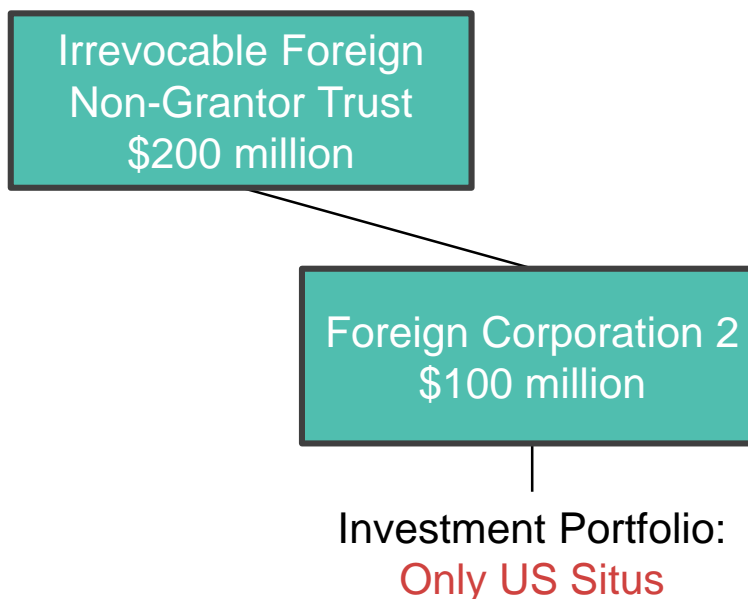 Irrevocable Foreign
Non-Grantor Trust
$200 million
Foreign Corporation 2
$100 million
Investment Portfolio:
Only US Situs